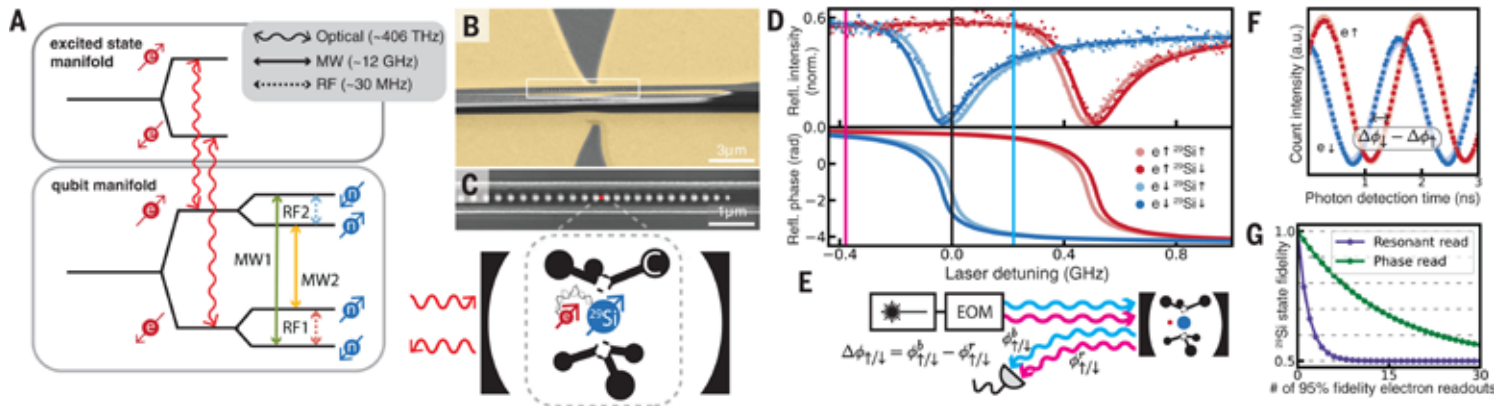 A
excited state
manifold
Optical (~406 THz)
MW (~12 GHz)
RF (~30 MHz)
e
e
qubit manifold
e
e
MW1
MW2
RF2
RF1
n
n
n
n
B
3μm
C
1μm
e
29Si
D
Refl. intensity
(norm.)
0.6
0.0
Refl. phase (rad)
0
−2
−4
e↑ 29Si↑
e↑ 29Si↓
e↓ 29Si↑
e↓ 29Si↓
−0.4
0.0
0.4
0.8
Laser detuning (GHz)
E
EOM
Δϕ↑/↓ = ϕᵇ↑/↓ − ϕʳ↑/↓
ϕᵇ↑/↓
ϕʳ↑/↓
F
Count intensity (a.u.)
e↑
e↓
Δϕ↓ − Δϕ↑
1
2
3
Photon detection time (ns)
G
29Si state fidelity
1.0
0.5
Resonant read
Phase read
0
15
30
# of 95% fidelity electron readouts